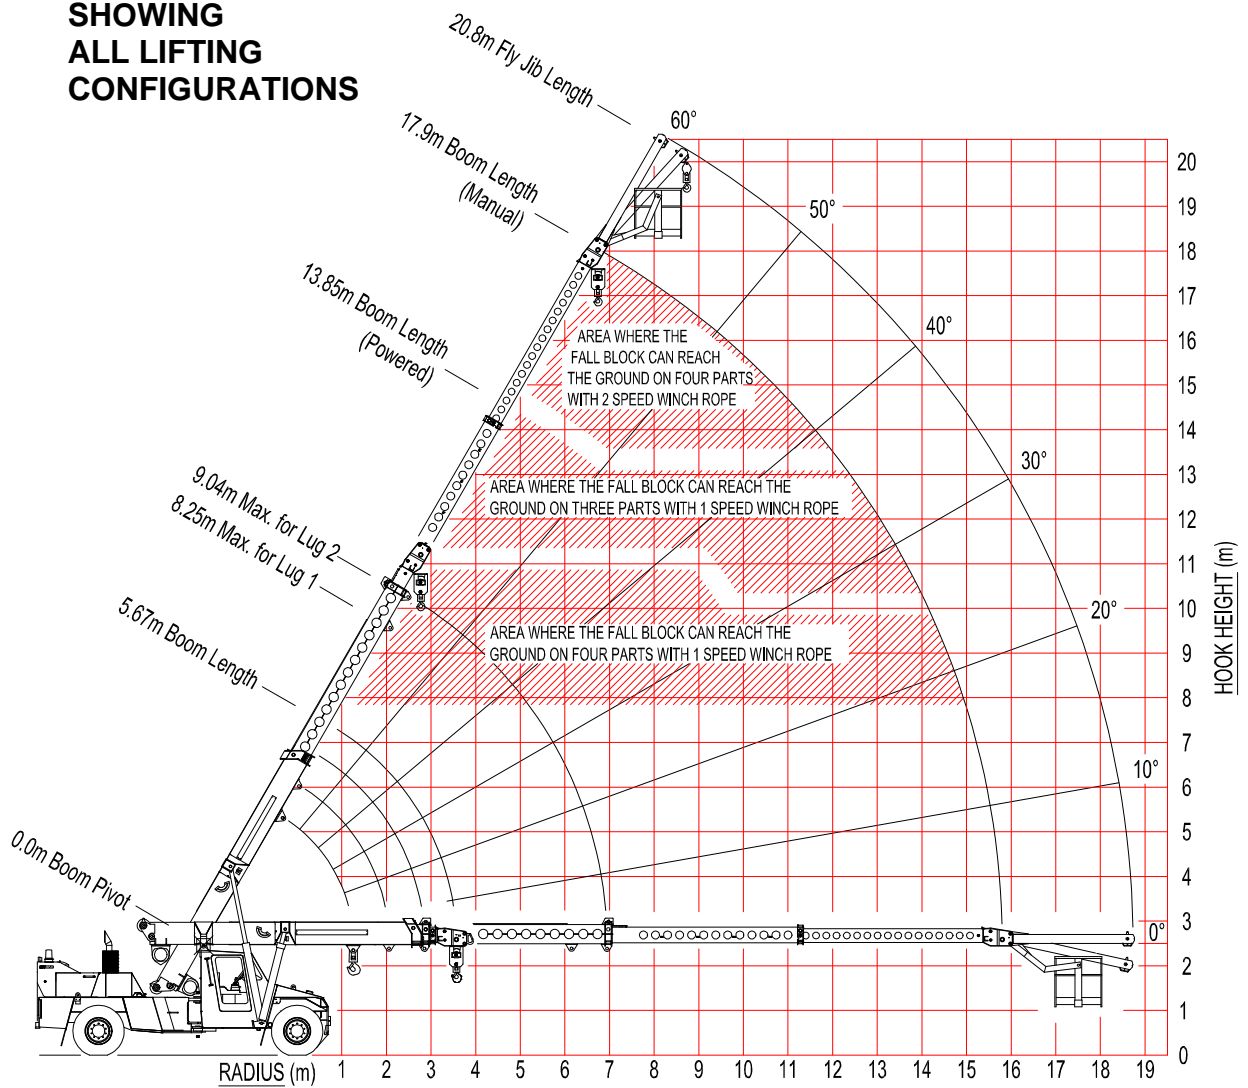 SHOWING
ALL LIFTING
CONFIGURATIONS
20.8m Fly Jib Length
17.9m Boom Length
(Manual)
13.85m Boom Length
(Powered)
9.04m Max. for Lug 2
8.25m Max. for Lug 1
5.67m Boom Length
0.0m Boom Pivot
60°
50°
40°
30°
20°
10°
0°
AREA WHERE THE
FALL BLOCK CAN REACH
THE GROUND ON FOUR PARTS
WITH 2 SPEED WINCH ROPE
AREA WHERE THE FALL BLOCK CAN REACH THE
GROUND ON THREE PARTS WITH 1 SPEED WINCH ROPE
AREA WHERE THE FALL BLOCK CAN REACH THE
GROUND ON FOUR PARTS WITH 1 SPEED WINCH ROPE
20
19
18
17
16
15
14
13
12
11
10
9
8
7
6
5
4
3
2
1
0
HOOK HEIGHT (m)
RADIUS (m)
1 2 3 4 5 6 7 8 9 10 11 12 13 14 15 16 17 18 19